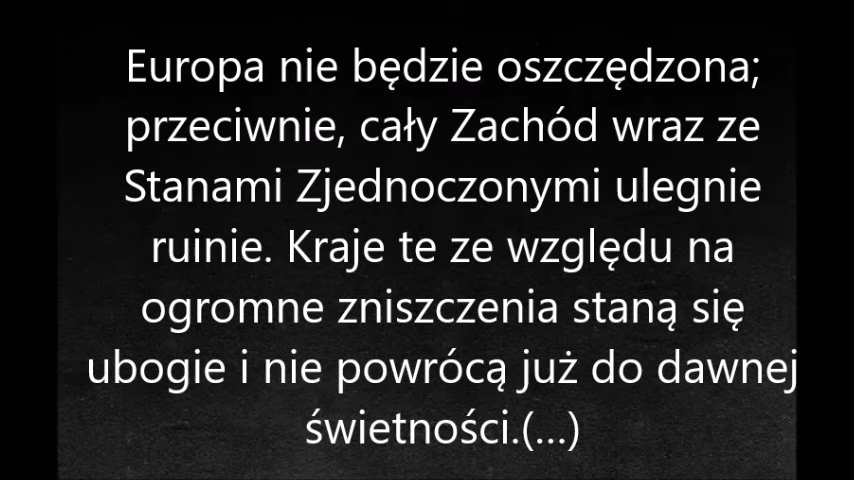 Europa nie będzie oszczędzona;
przeciwnie, cały Zachód wraz ze
Stanami Zjednoczonymi ulegnie
ruinie. Kraje te ze względu na
ogromne zniszczenia staną się
ubogie i nie powrócą już do dawnej
świetności.(...)